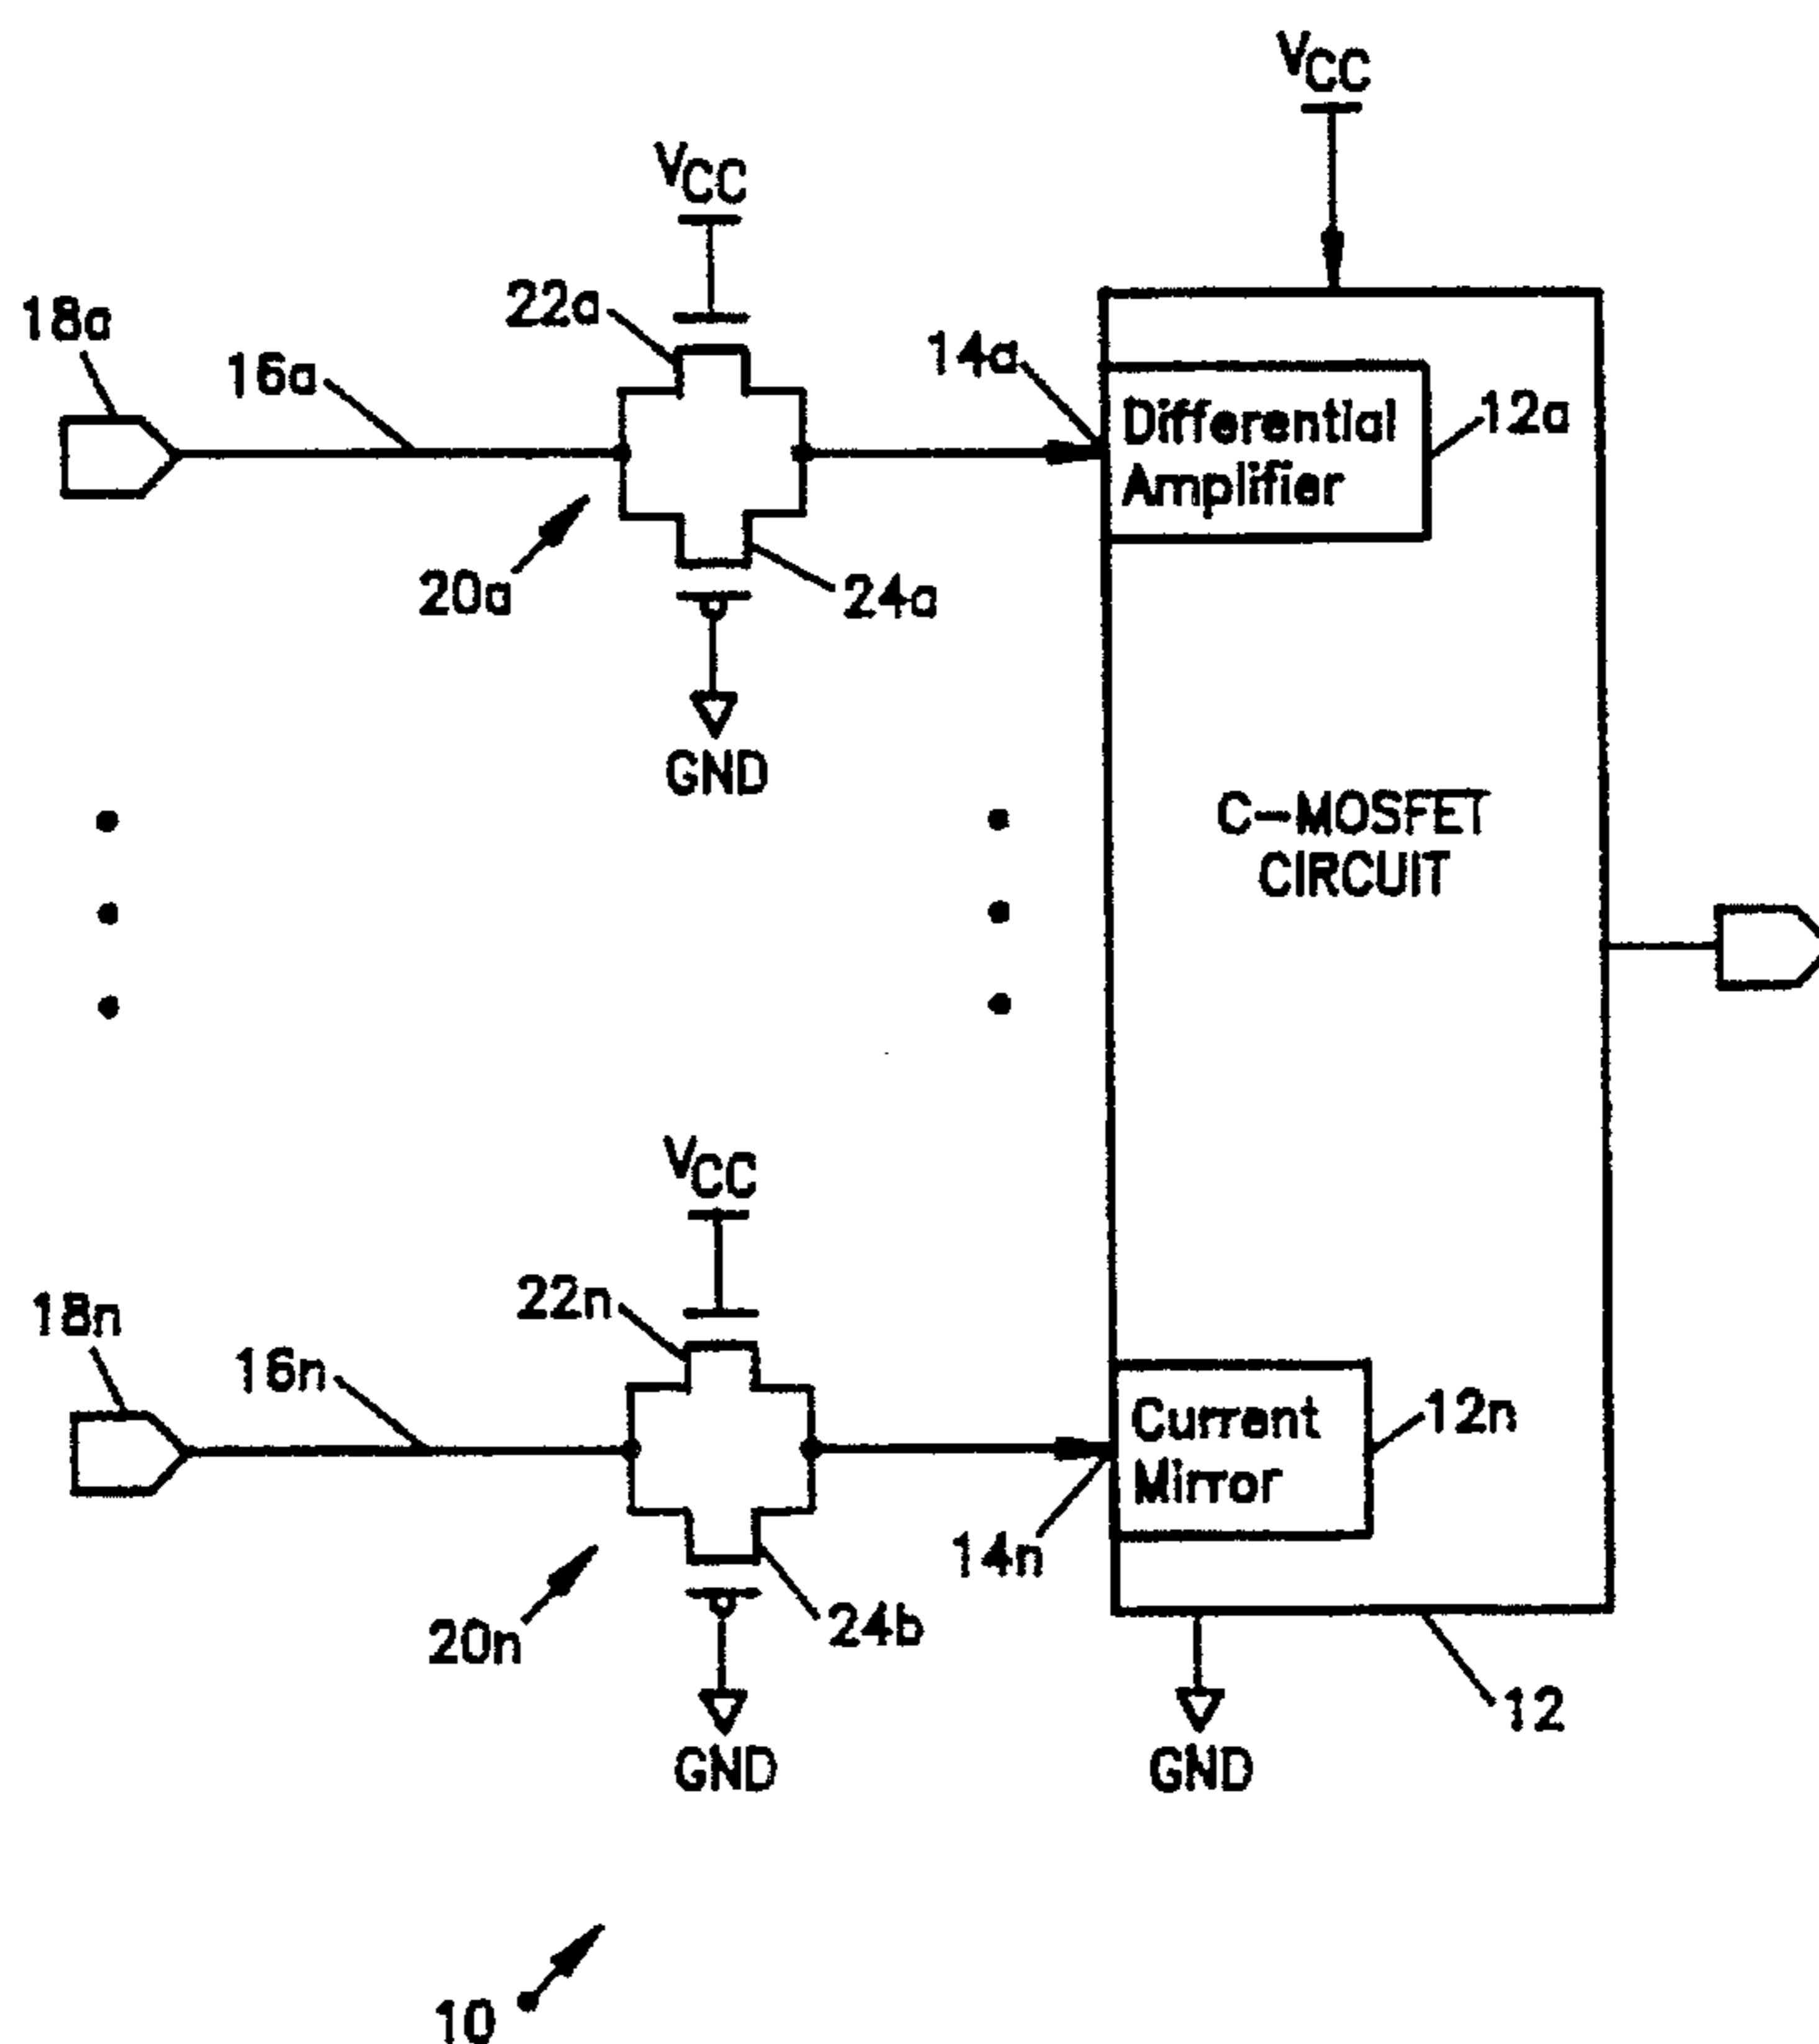 VCC
VCC
18a
16a
22a
14a
Differential
Amplifier
12a
20a
24a
GND
C-MOSFET
CIRCUIT
VCC
18n
16n
22n
Current
Mirror
12n
14n
20n
24b
12
GND
GND
10